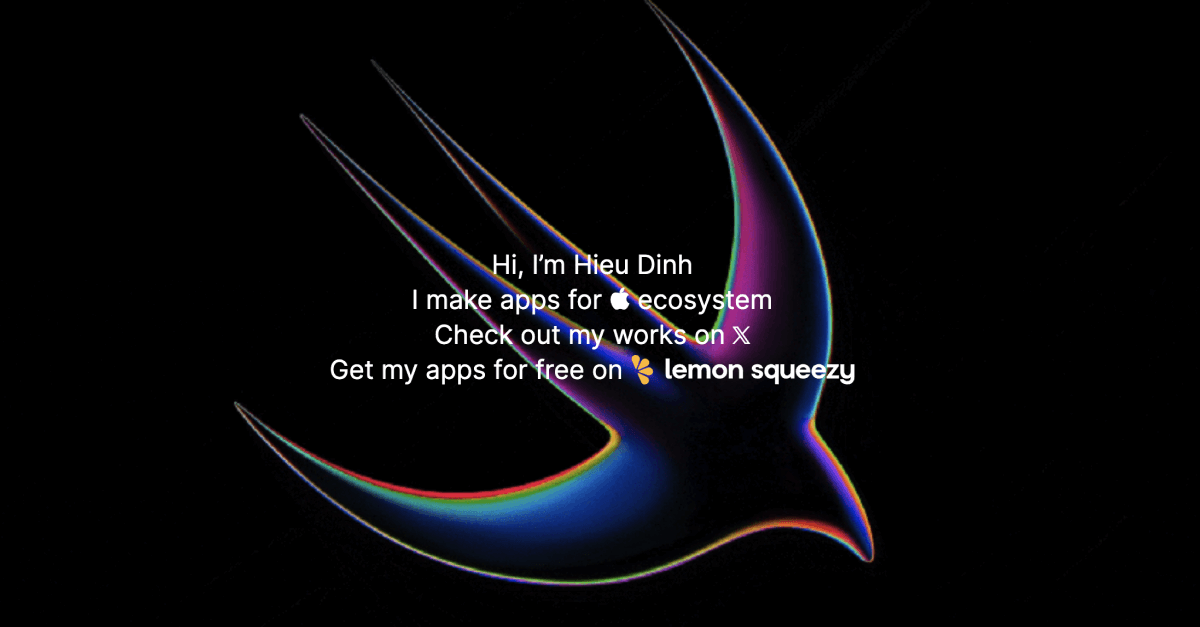 Hi, I’m Hieu Dinh
I make apps for  ecosystem
Check out my works on 𝕏
Get my apps for free on lemon squeezy